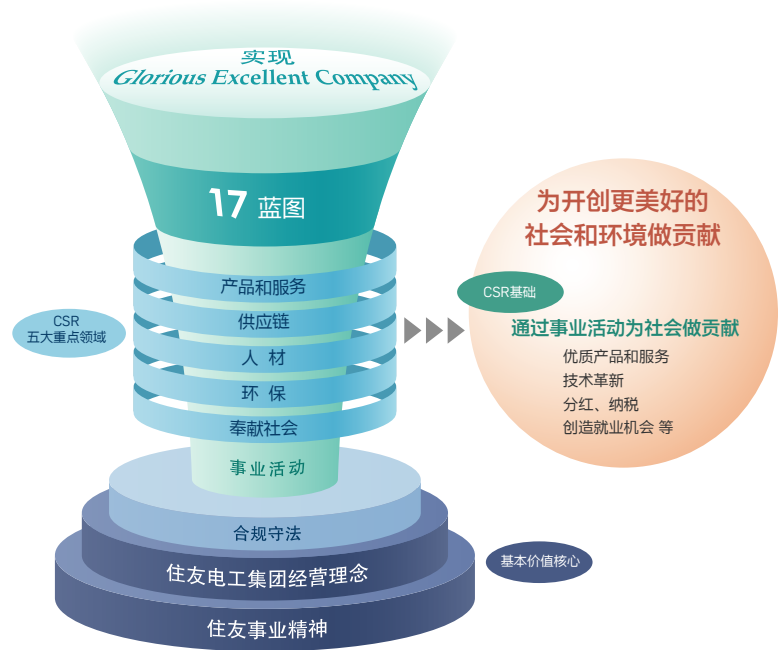 实现
Glorious Excellent Company
17 蓝图
产品和服务
供应链
人 材
环 保
奉献社会
事业活动
合规守法
住友电工集团经营理念
住友事业精神
CSR
五大重点领域
为开创更美好的
社会和环境做贡献
CSR基础
通过事业活动为社会做贡献
优质产品和服务
技术革新
分红、纳税
创造就业机会 等
基本价值核心